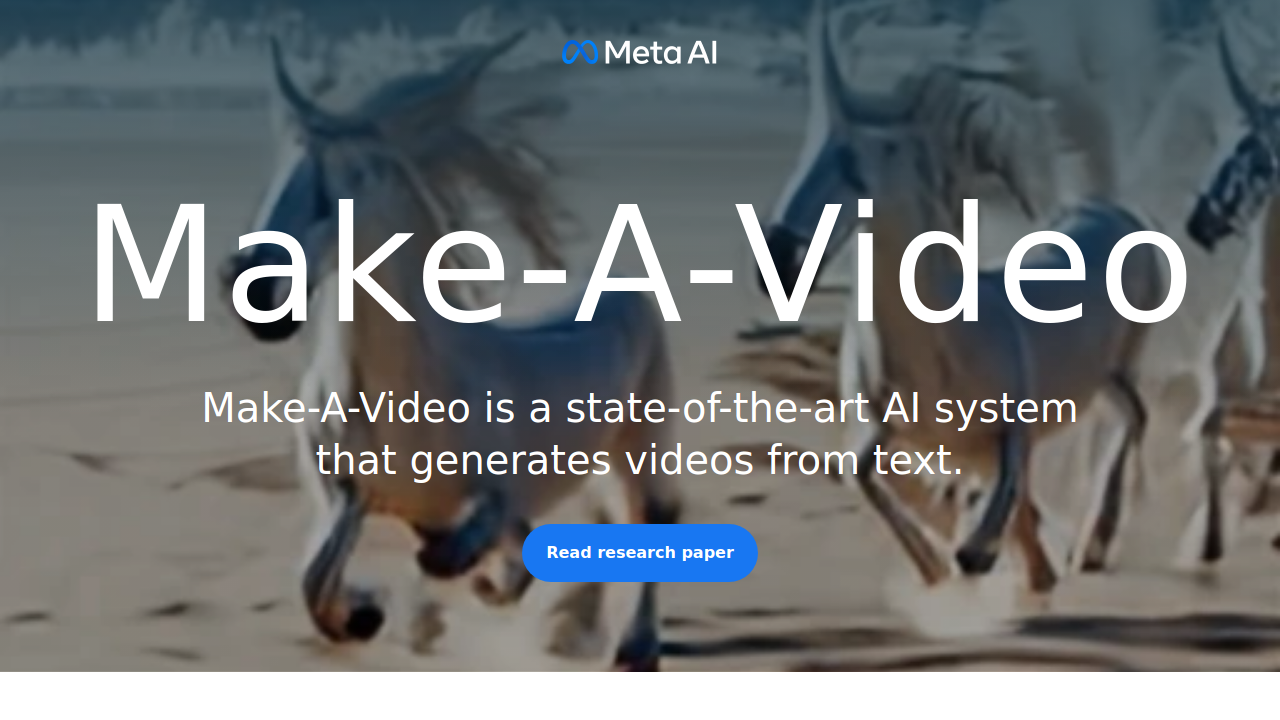 Meta AI
Make-A-Video
Make-A-Video is a state-of-the-art AI system
that generates videos from text.
Read research paper